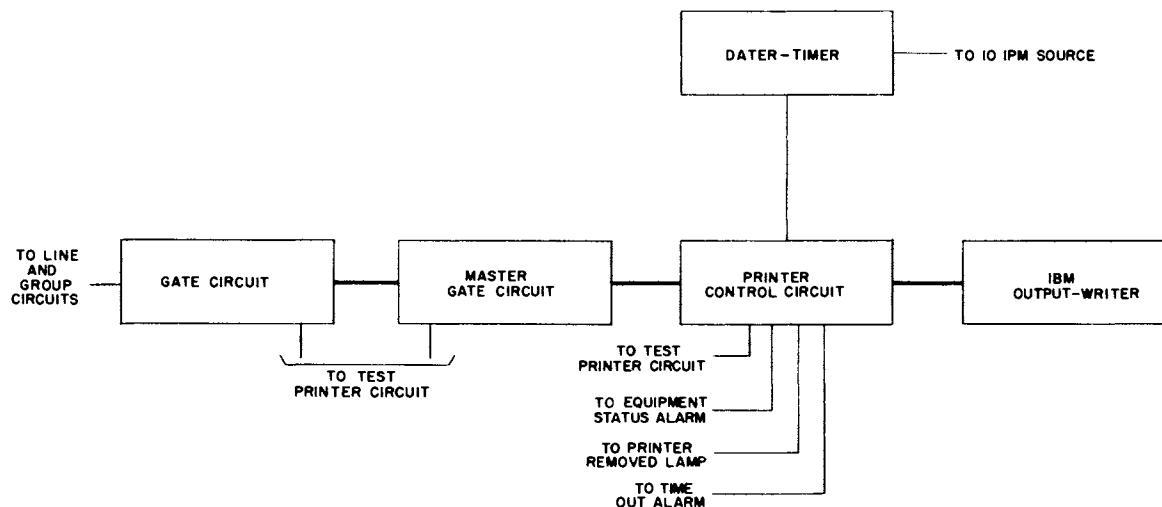 DATER-TIMER
TO 10 IPM SOURCE
TO LINE
AND
GROUP
CIRCUITS
GATE CIRCUIT
MASTER
GATE CIRCUIT
PRINTER
CONTROL CIRCUIT
IBM
OUTPUT-WRITER
TO TEST
PRINTER CIRCUIT
TO TEST
PRINTER CIRCUIT
TO EQUIPMENT
STATUS ALARM
TO PRINTER
REMOVED LAMP
TO TIME
OUT ALARM